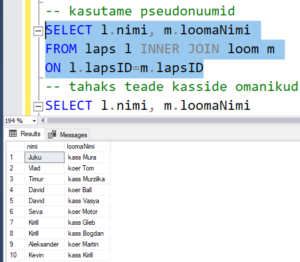 -- kasutame pseudonuumid
SELECT l.nimi, m.loomaNimi
FROM laps l INNER JOIN loom m
ON l.lapsID=m.lapsID
-- tahaks teade kasside omanikud
SELECT l.nimi, m.loomaNimi
194 %
Results Messages
nimi loomaNimi
1 Juku kass Mura
2 Vlad koer Tom
3 Timur kass Murzilka
4 David koer Ball
5 David kass Vasya
6 Seva koer Motor
7 Kirill kass Gleb
8 Kirill kass Bogdan
9 Aleksander koer Martin
10 Kevin kass Kirill